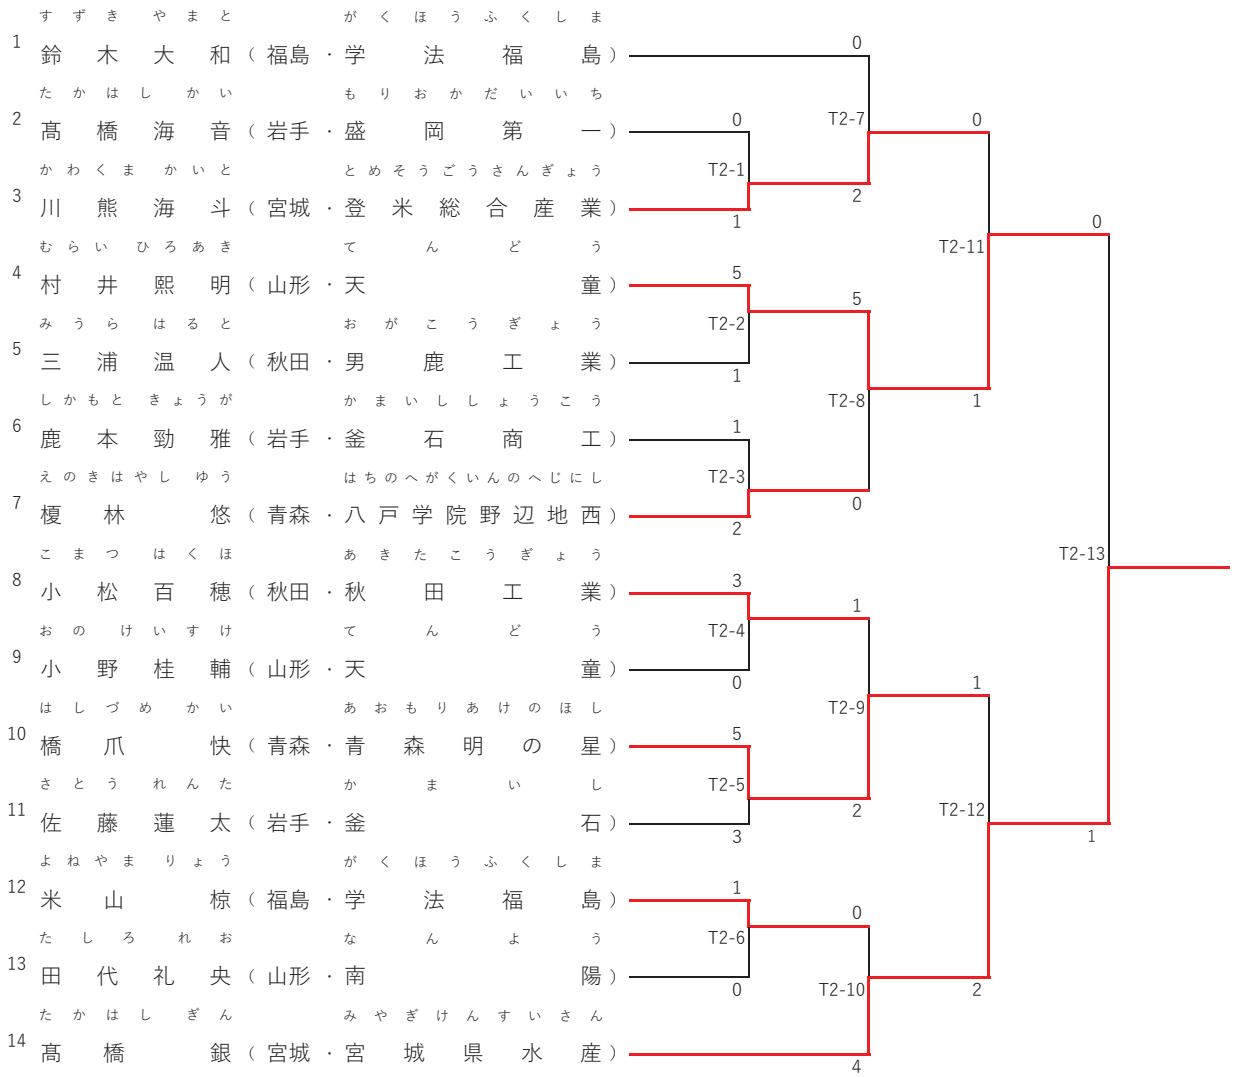 すずき やまと がくほうふくしま
1 鈴木大和（福島・学法福島） 0
たかはし かい もりおかだいいち
2 髙橋海音（岩手・盛岡第一） 0 T2-7 0
かわくま かいと とめそうごうさんぎょう T2-1
3 川熊海斗（宮城・登米総合産業） 1 2
むらい ひろあき てんどう 0 T2-11
4 村井熙明（山形・天童） 5 5
みうら はると おがこうぎょう T2-2
5 三浦温人（秋田・男鹿工業） 1
しかもと きょうが かまいししょうこう T2-8 1
6 鹿本勁雅（岩手・釜石商工） 1
えのきはやし ゆう はちのへがくいんのへじにし T2-3
7 榎林悠（青森・八戸学院野辺地西） 2 0
こまつ はくほ あきたこうぎょう T2-13
8 小松百穂（秋田・秋田工業） 3 1
おの けいすけ てんどう T2-4
9 小野桂輔（山形・天童） 0 1
はしづめ かい あおもりあけのほし T2-9
10 橋爪快（青森・青森明の星） 5
さとう れんた かまいし T2-5
11 佐藤蓮太（岩手・釜石） 3 2 T2-12 1
よねやま りょう がくほうふくしま
12 米山椋（福島・学法福島） 1 0
たしろ れお なんよう T2-6
13 田代礼央（山形・南陽） 0 T2-10 2
たかはし ぎん みやぎけんすいさん
14 髙橋銀（宮城・宮城県水産） 4